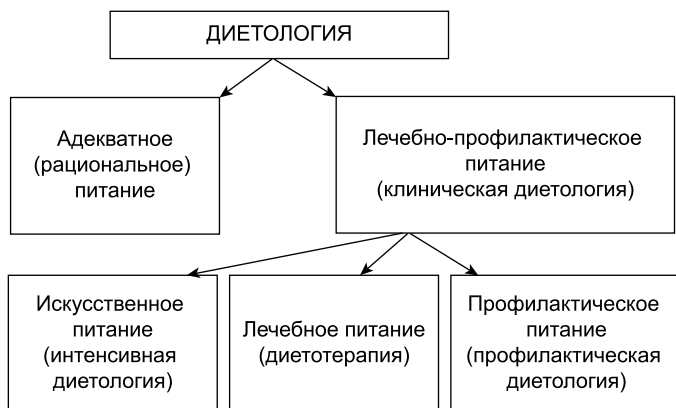 ДИЕТОЛОГИЯ
Адекватное
(рациональное)
питание
Лечебно-профилактическое
питание
(клиническая диетология)
Искусственное
питание
(интенсивная
диетология)
Лечебное питание
(диетотерапия)
Профилактическое
питание
(профилактическая
диетология)